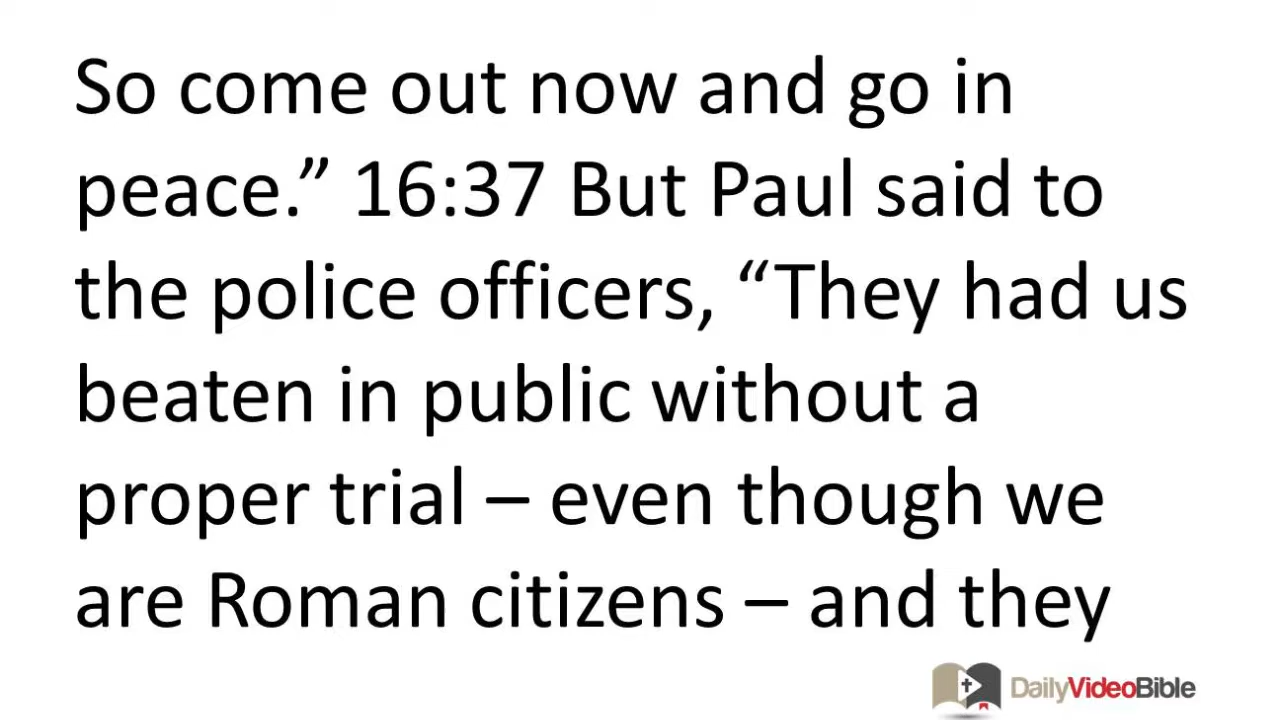 So come out now and go in
peace.” 16:37 But Paul said to
the police officers, “They had us
beaten in public without a
proper trial – even though we
are Roman citizens – and they
DailyVideoBible